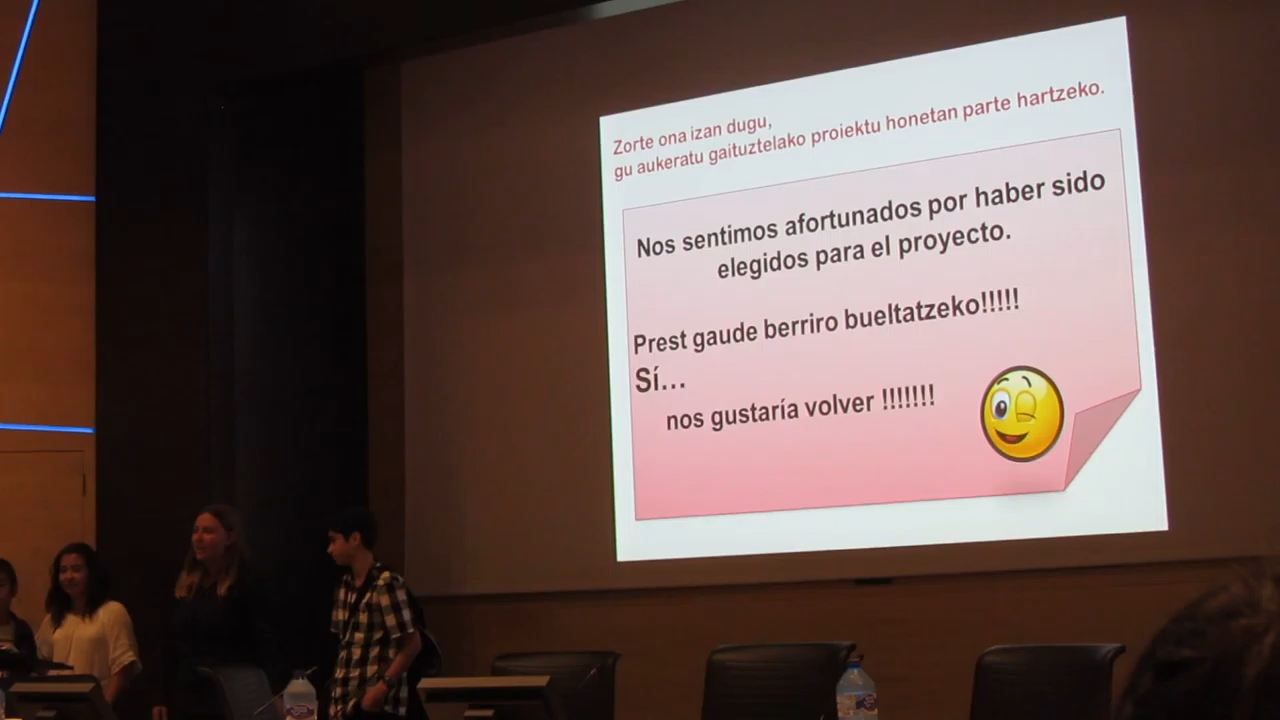 Zorte ona izan dugu,
gu aukeratu gaituztelako proiektu honetan parte hartzeko.
Nos sentimos afortunados por haber sido
elegidos para el proyecto.
Prest gaude berriro bueltatzeko!!!!!
Sí...
nos gustaría volver !!!!!!!